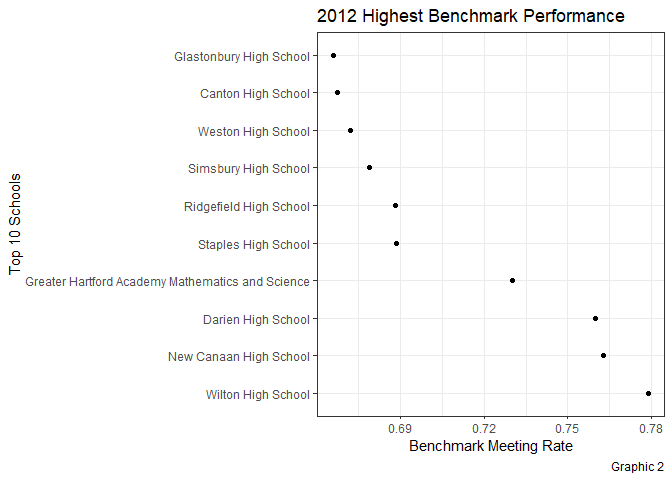 2012 Highest Benchmark Performance
Top 10 Schools
Glastonbury High School
Canton High School
Weston High School
Simsbury High School
Ridgefield High School
Staples High School
Greater Hartford Academy Mathematics and Science
Darien High School
New Canaan High School
Wilton High School
0.69 0.72 0.75 0.78
Benchmark Meeting Rate
Graphic 2